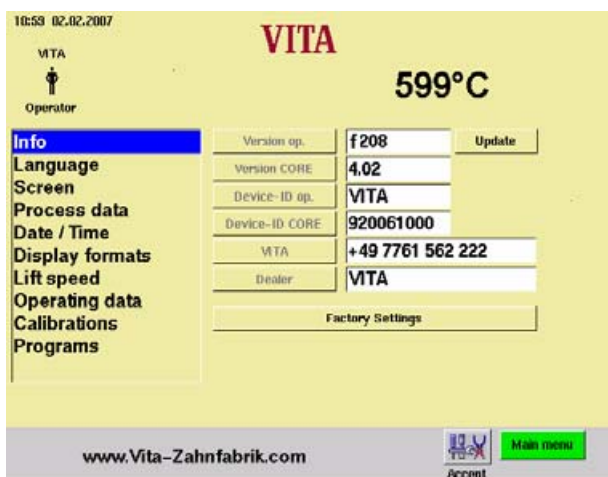 10:59 02.02.2007
VITA
VITA
599°C
Operator
Info
Language
Screen
Process data
Date / Time
Display formats
Lift speed
Operating data
Calibrations
Programs
Version op. f208 Update
Version CORE 4.02
Device-ID op. VITA
Device-ID CORE 920061000
VITA +49 7761 562 222
Dealer VITA
Factory Settings
www.Vita-Zahnfabrik.com
Accent
Main menu